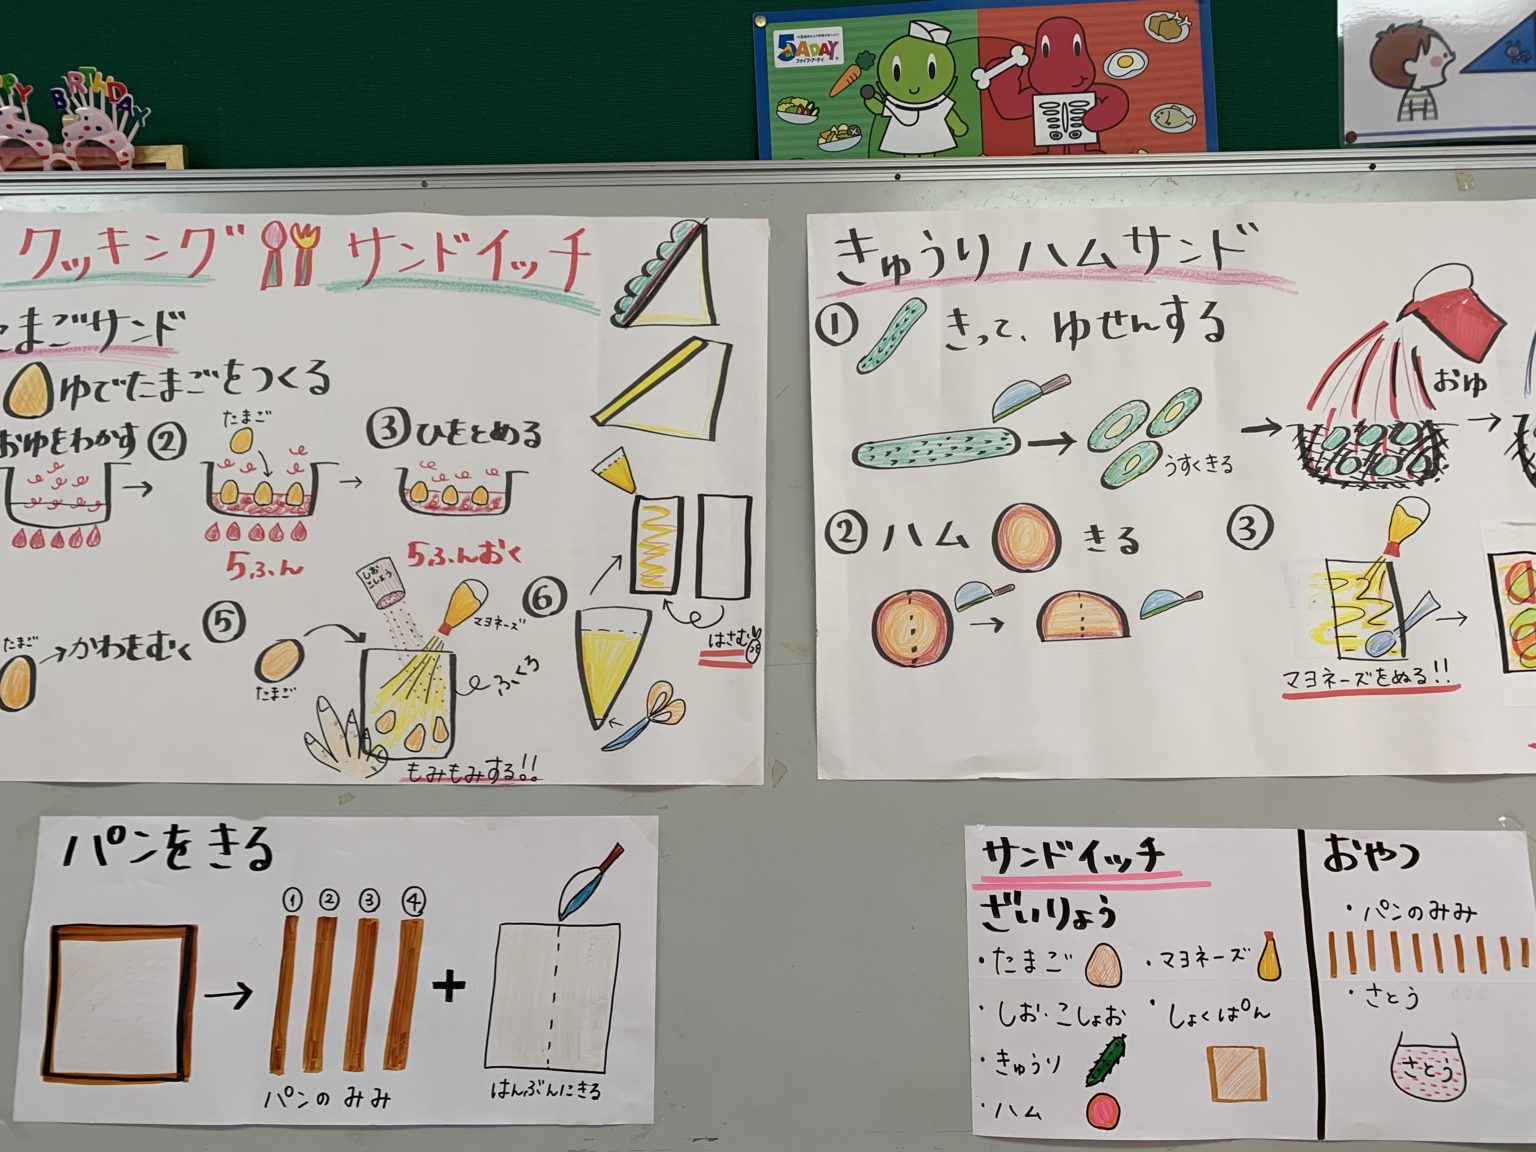 BIRTHDAY
5 A DAY
ファイブ・ア・デイ
クッキング サンドイッチ
たまごサンド
ゆでたまごをつくる
おゆをわかす
②
たまご
5ふん
③ ひをとめる
5ふんおく
たまご
かわをむく
⑤
たまご
しお
こしょう
マヨネーズ
ふくろ
もみもみする!!
⑥
はさむ
きゅうりハムサンド
① きって、ゆせんする
うすくきる
おゆ
② ハム きる
③
マヨネーズをぬる!!
パンをきる
① ② ③ ④
+
パンのみみ
はんぶんにきる
サンドイッチ
ざいりょう
・たまご
・マヨネーズ
・しお・こしょお
・しょくぱん
・きゅうり
・ハム
おやつ
・パンのみみ
・さとう
さとう